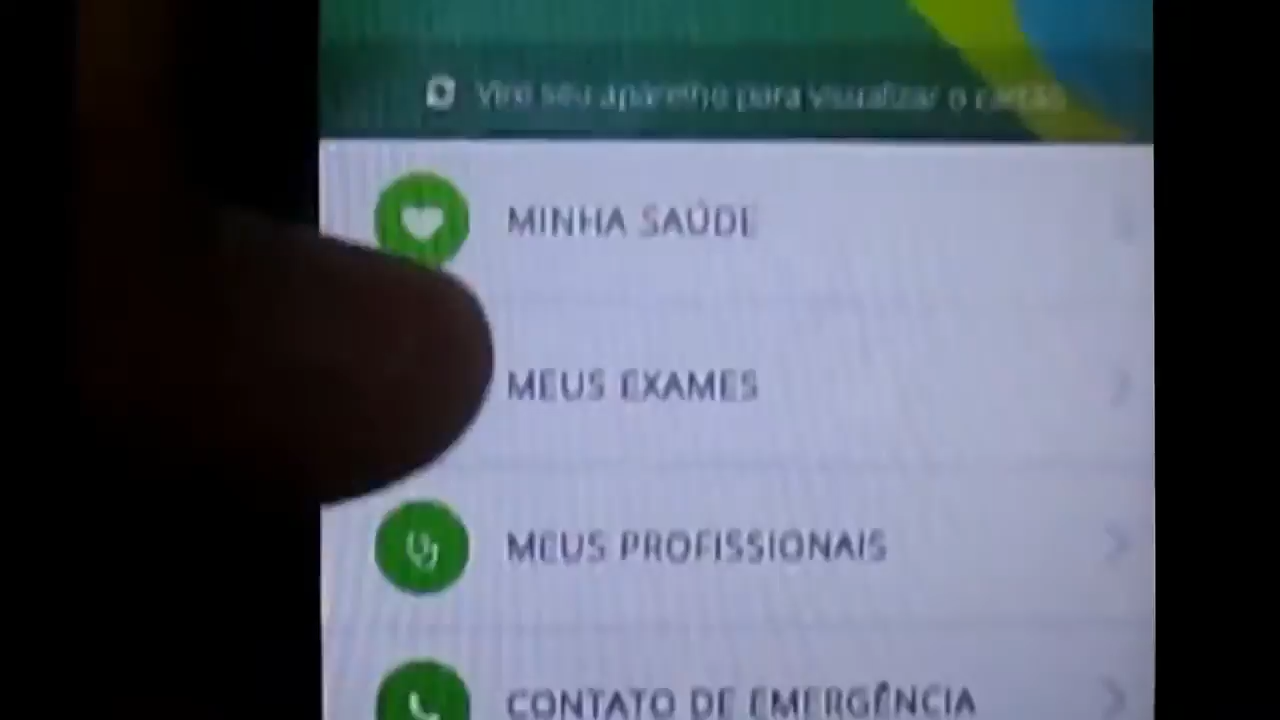 Vire seu aparelho para visualizar o cartão
MINHA SAÚDE
MEUS EXAMES
MEUS PROFISSIONAIS
CONTATO DE EMERGÊNCIA